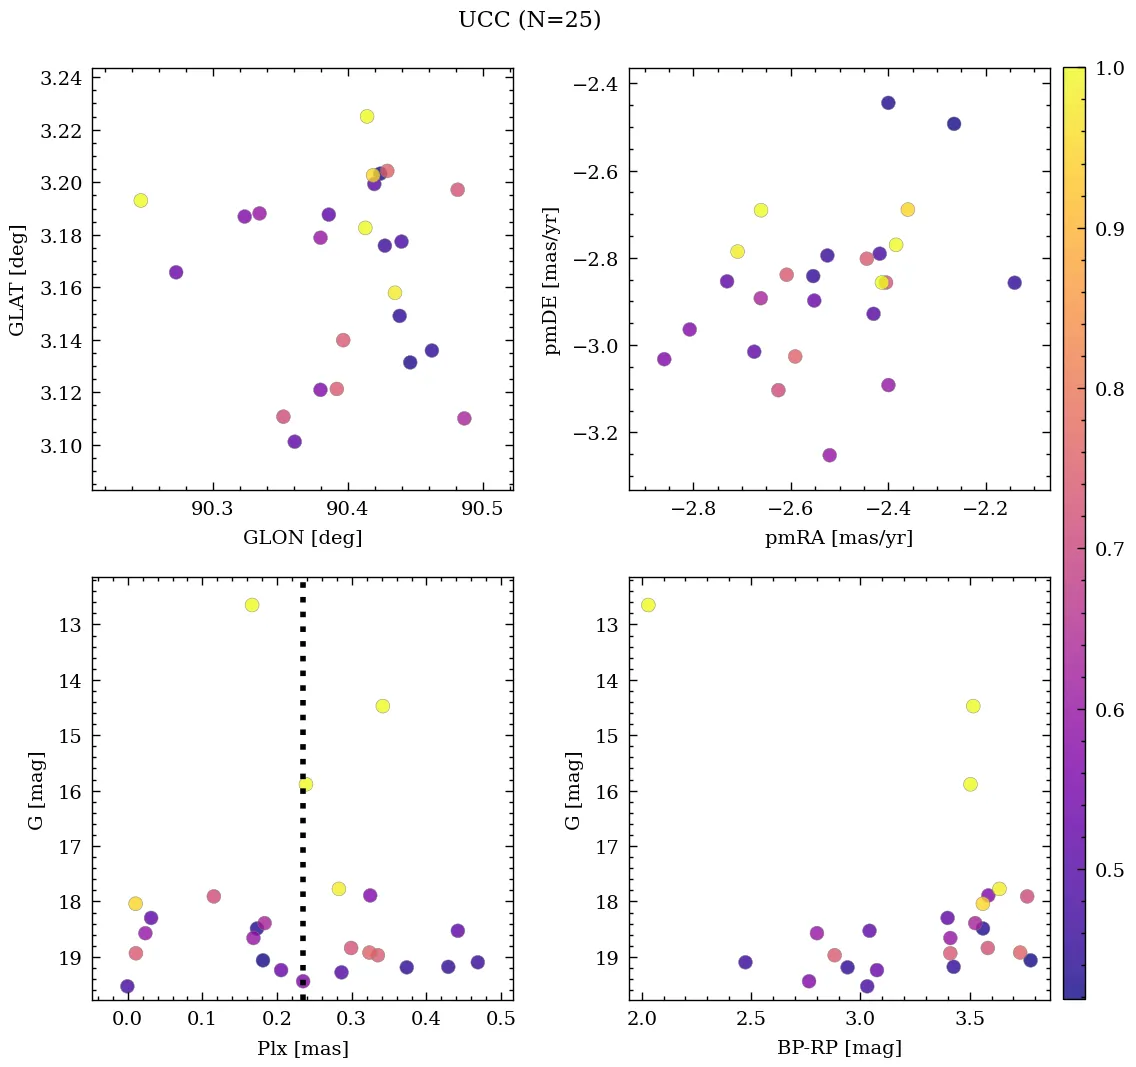 UCC (N=25)
3.24
3.22
3.20
3.18
3.16
3.14
3.12
3.10
GLAT [deg]
90.3 90.4 90.5
GLON [deg]
−2.4
−2.6
−2.8
−3.0
−3.2
pmDE [mas/yr]
−2.8 −2.6 −2.4 −2.2
pmRA [mas/yr]
1.0
0.9
0.8
0.7
0.6
0.5
13
14
15
16
17
18
19
G [mag]
0.0 0.1 0.2 0.3 0.4 0.5
Plx [mas]
13
14
15
16
17
18
19
G [mag]
2.0 2.5 3.0 3.5
BP-RP [mag]